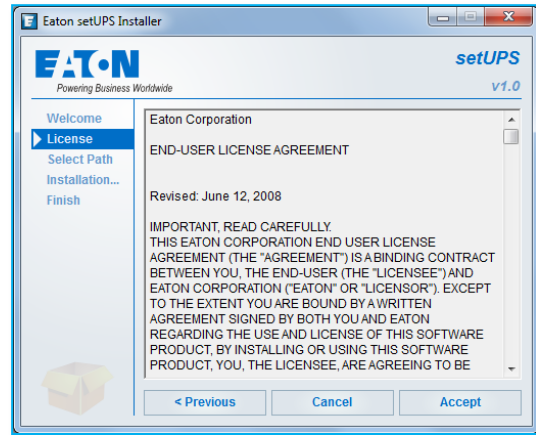 Eaton setUPS Installer
EATON
Powering Business Worldwide
setUPS
v1.0
Welcome
License
Select Path
Installation...
Finish
Eaton Corporation
END-USER LICENSE AGREEMENT
Revised: June 12, 2008
IMPORTANT, READ CAREFULLY.
THIS EATON CORPORATION END USER LICENSE
AGREEMENT (THE "AGREEMENT") IS A BINDING CONTRACT
BETWEEN YOU, THE END-USER (THE "LICENSEE") AND
EATON CORPORATION ("EATON" OR "LICENSOR"). EXCEPT
TO THE EXTENT YOU ARE BOUND BY A WRITTEN
AGREEMENT SIGNED BY BOTH YOU AND EATON
REGARDING THE USE AND LICENSE OF THIS SOFTWARE
PRODUCT, BY INSTALLING OR USING THIS SOFTWARE
PRODUCT, YOU, THE LICENSEE, ARE AGREEING TO BE
< Previous
Cancel
Accept